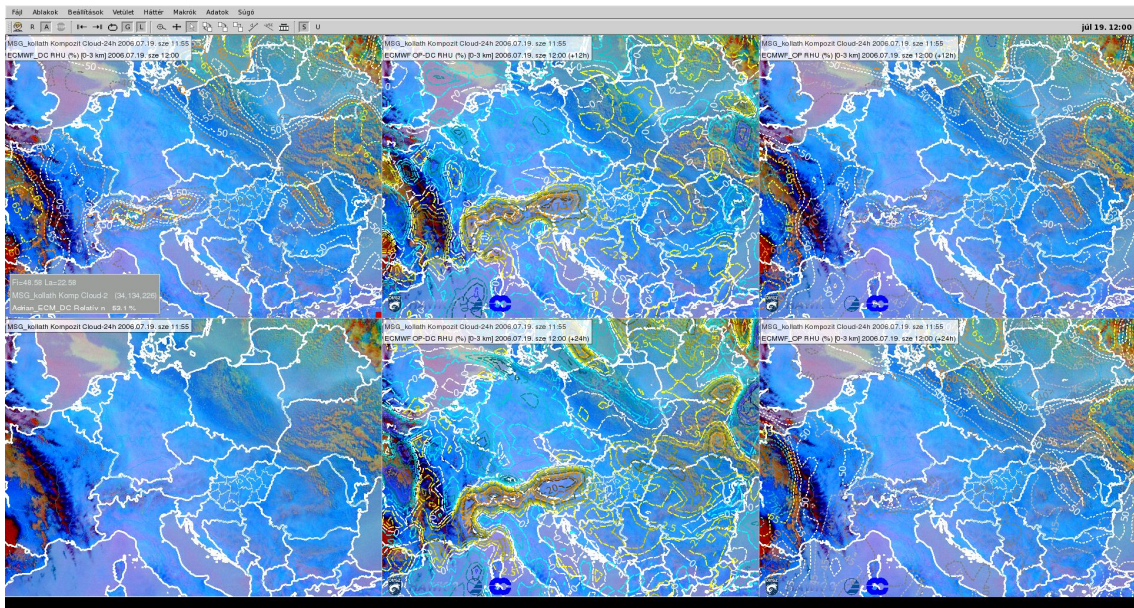 Fájl Ablakok Beállítások Vetület Háttér Makrók Adatok Súgó
R A G L S U júl 19. 12:00
MSG_kollath Kompozit Cloud-24h 2006.07.19. sze 11:55
ECMWF_DC RHU (%) [0-3 km] 2006.07.19. sze 12:00
MSG_kollath Kompozit Cloud-24h 2006.07.19. sze 11:55
ECMWF OP-DC RHU (%) [0-3 km] 2006.07.19. sze 12:00 (+12h)
MSG_kollath Kompozit Cloud-24h 2006.07.19. sze 11:55
ECMWF_OP RHU (%) [0-3 km] 2006.07.19. sze 12:00 (+12h)
Fi=48.58 La=22.58
MSG_kollath Komp Cloud-2 [34,134,226]
Adrian_ECM_DC Relatív n 63.1 %
MSG_kollath Kompozit Cloud-24h 2006.07.19. sze 11:55
MSG_kollath Kompozit Cloud-24h 2006.07.19. sze 11:55
ECMWF OP-DC RHU (%) [0-3 km] 2006.07.19. sze 12:00 (+24h)
MSG_kollath Kompozit Cloud-24h 2006.07.19. sze 11:55
ECMWF_OP RHU (%) [0-3 km] 2006.07.19. sze 12:00 (+24h)